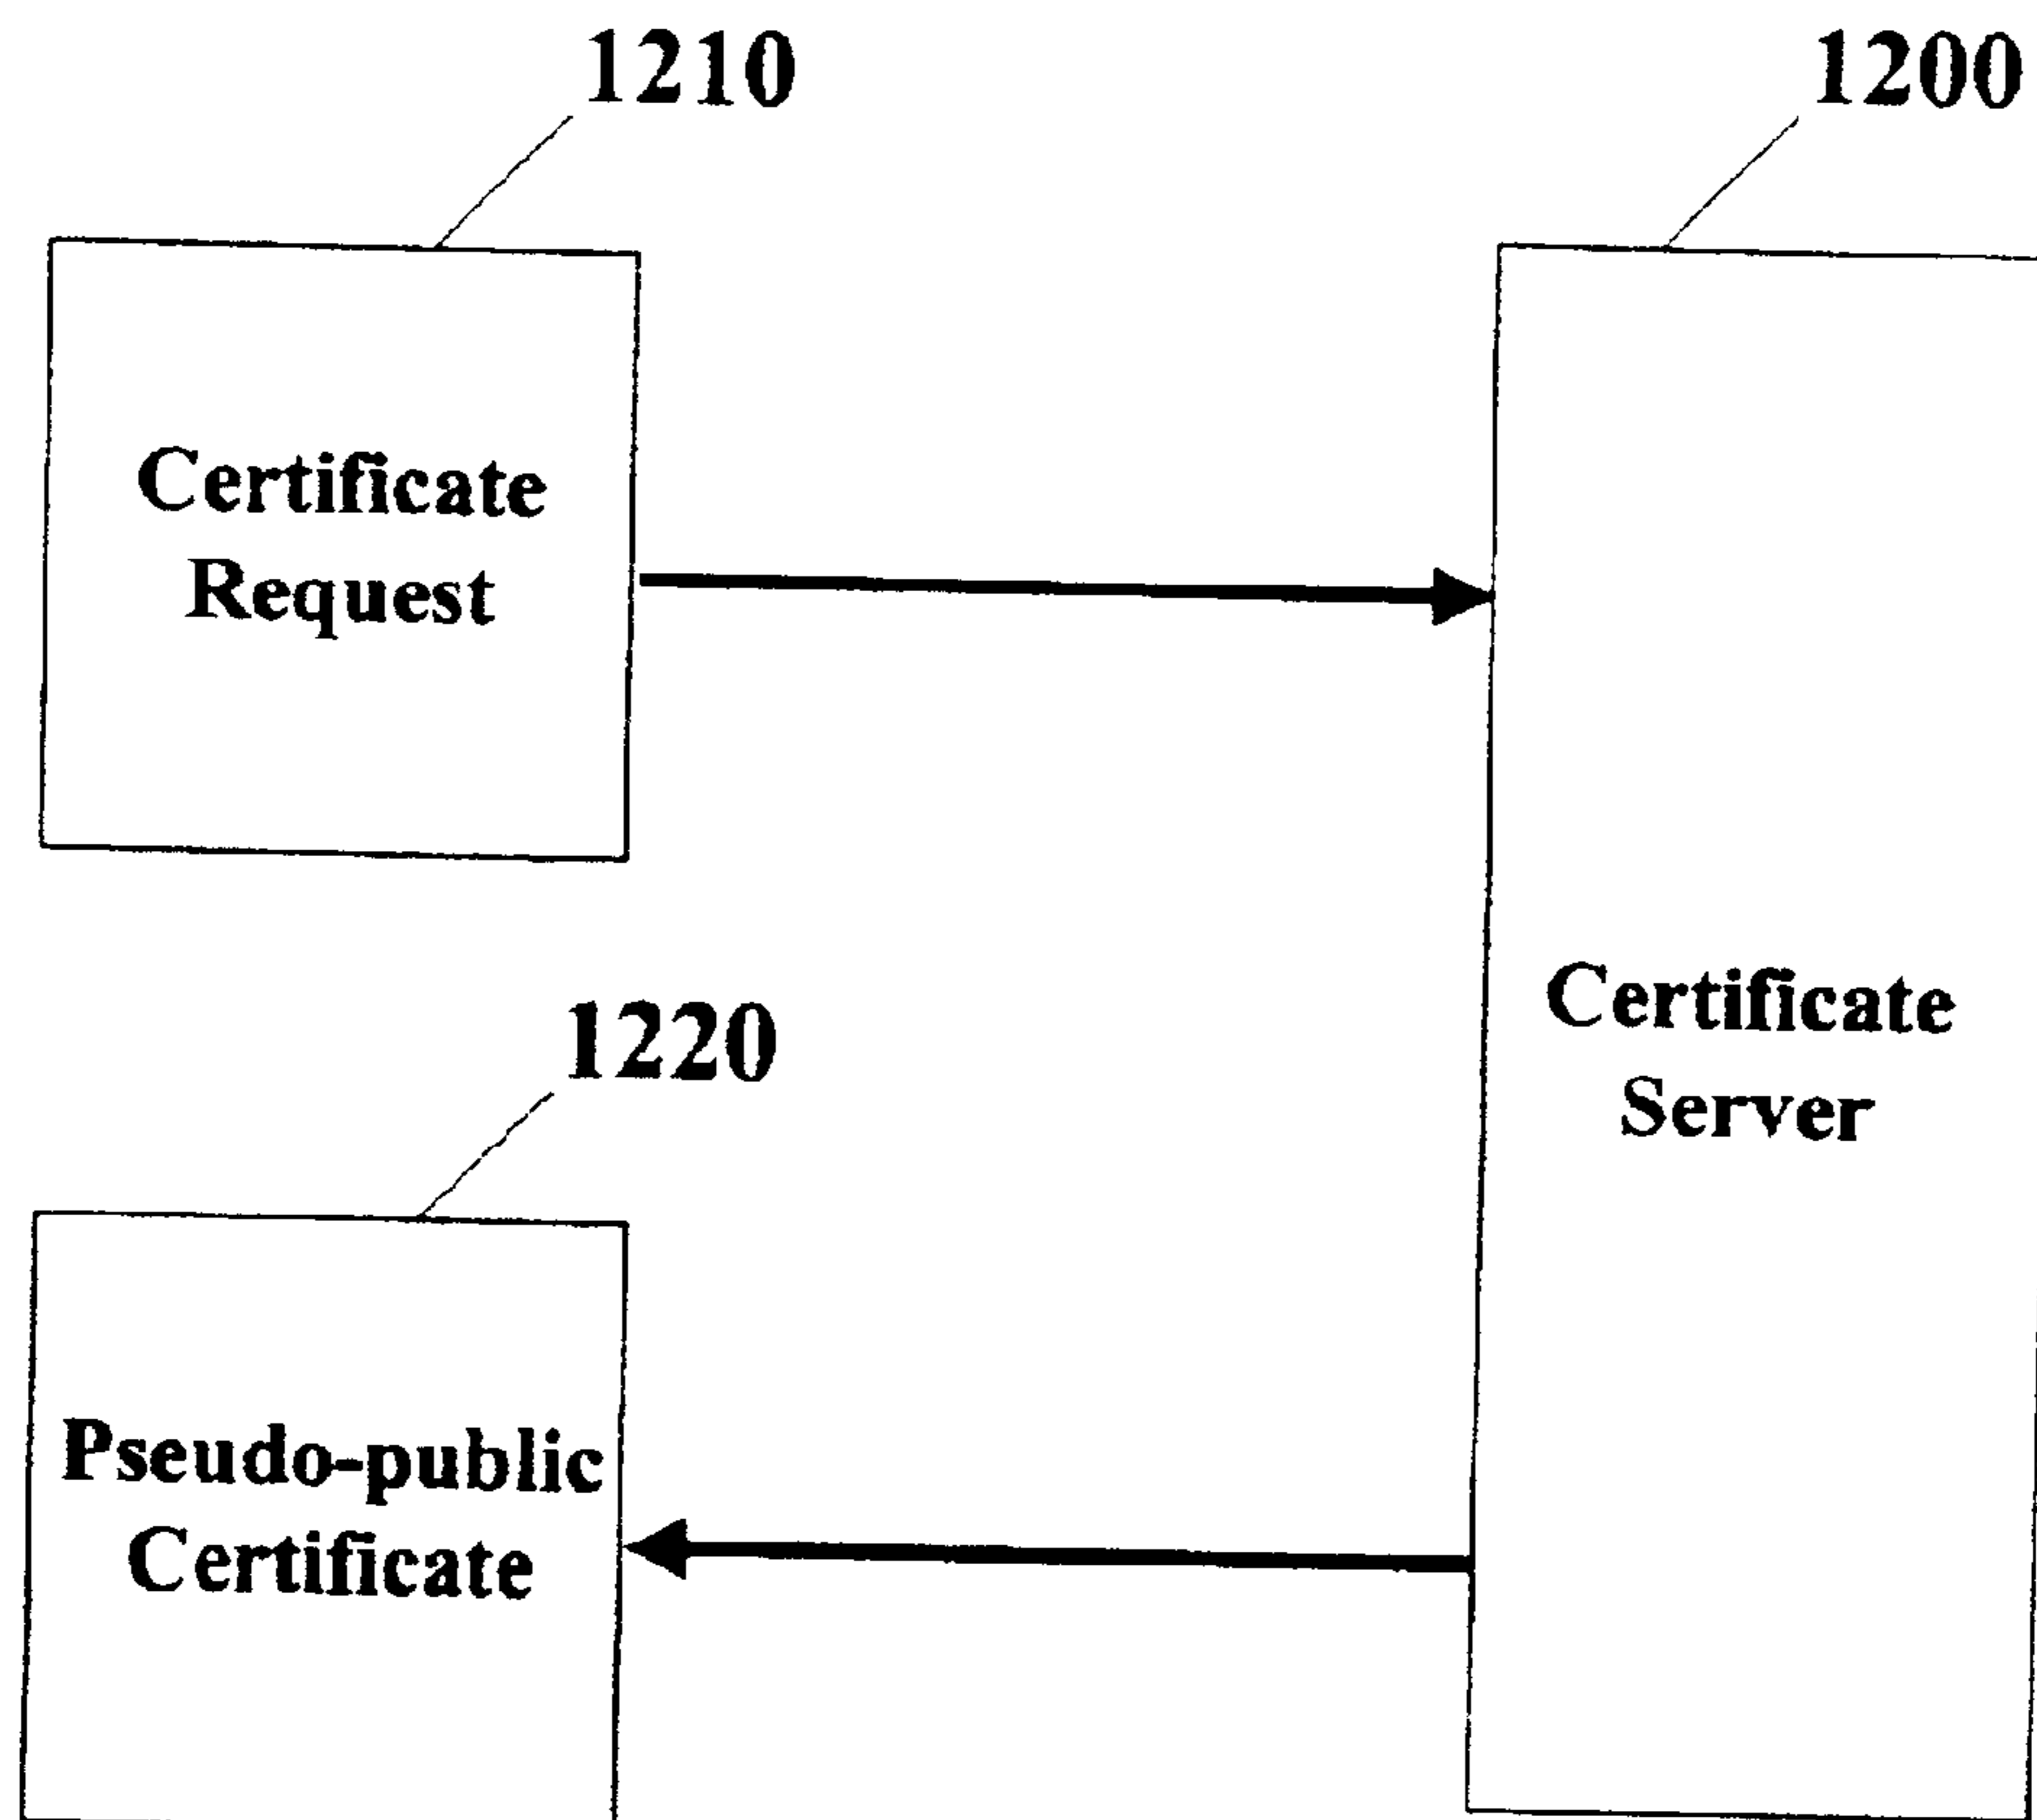 1210
1200
Certificate
Request
1220
Certificate
Server
Pseudo-public
Certificate